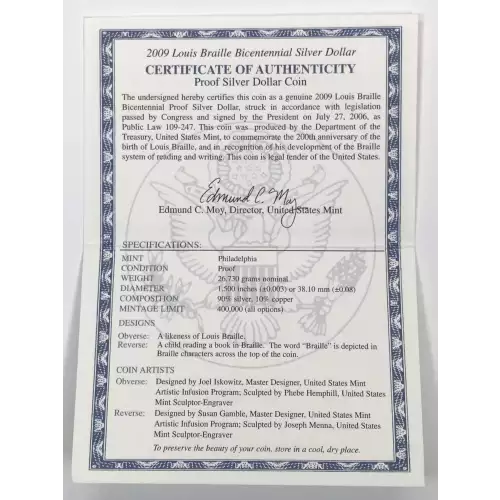 2009 Louis Braille Bicentennial Silver Dollar
CERTIFICATE OF AUTHENTICITY
Proof Silver Dollar Coin
The undersigned hereby certifies this coin as a genuine 2009 Louis Braille
Bicentennial Proof Silver Dollar, struck in accordance with legislation
passed by Congress and signed by the President on July 27, 2006, as
Public Law 109-247. This coin was produced by the Department of the
Treasury, United States Mint, to commemorate the 200th anniversary of the
birth of Louis Braille, and in recognition of his development of the Braille
system of reading and writing. This coin is legal tender of the United States.
Edmund C. Moy
Edmund C. Moy, Director, United States Mint
SPECIFICATIONS:
MINT Philadelphia
CONDITION Proof
WEIGHT 26.730 grams nominal
DIAMETER 1.500 inches (±0.003) or 38.10 mm (±0.08)
COMPOSITION 90% silver, 10% copper
MINTAGE LIMIT 400,000 (all options)
DESIGNS
Obverse: A likeness of Louis Braille.
Reverse: A child reading a book in Braille. The word "Braille" is depicted in
Braille characters across the top of the coin.
COIN ARTISTS
Obverse: Designed by Joel Iskowitz, Master Designer, United States Mint
Artistic Infusion Program; Sculpted by Phebe Hemphill, United States
Mint Sculptor-Engraver
Reverse: Designed by Susan Gamble, Master Designer, United States Mint
Artistic Infusion Program; Sculpted by Joseph Menna, United States
Mint Sculptor-Engraver
To preserve the beauty of your coin, store in a cool, dry place.